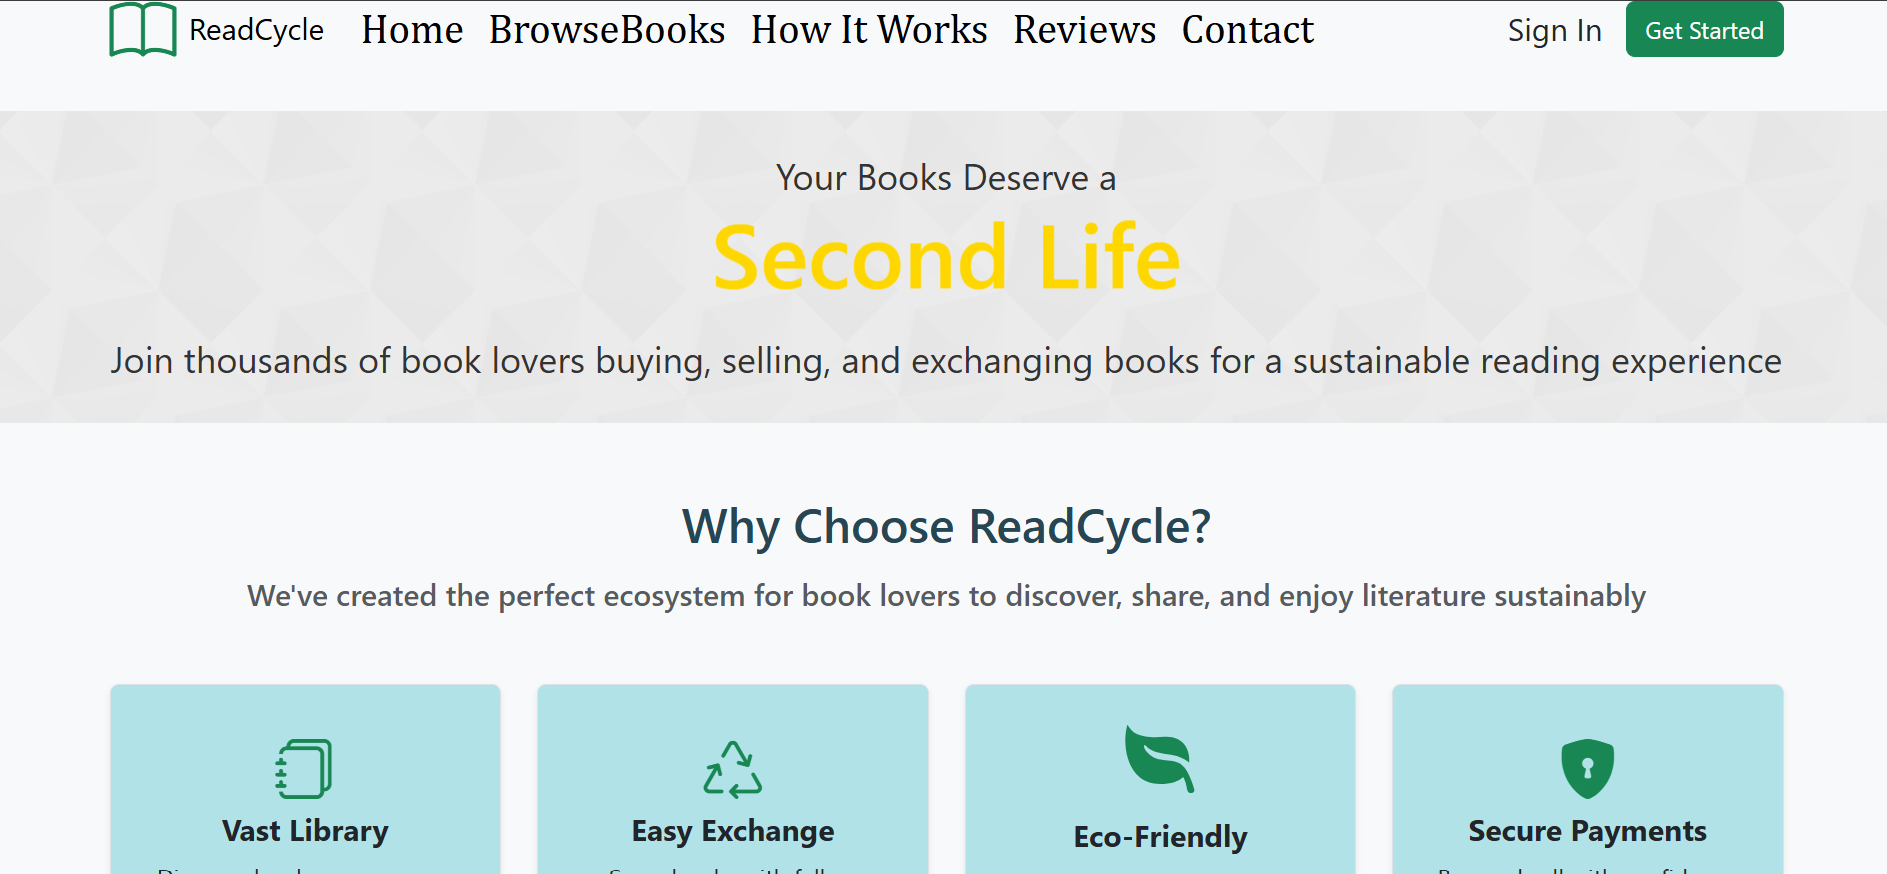 ReadCycle Home BrowseBooks How It Works Reviews Contact Sign In Get Started
Your Books Deserve a
Second Life
Join thousands of book lovers buying, selling, and exchanging books for a sustainable reading experience
Why Choose ReadCycle?
We've created the perfect ecosystem for book lovers to discover, share, and enjoy literature sustainably
Vast Library
Easy Exchange
Eco-Friendly
Secure Payments